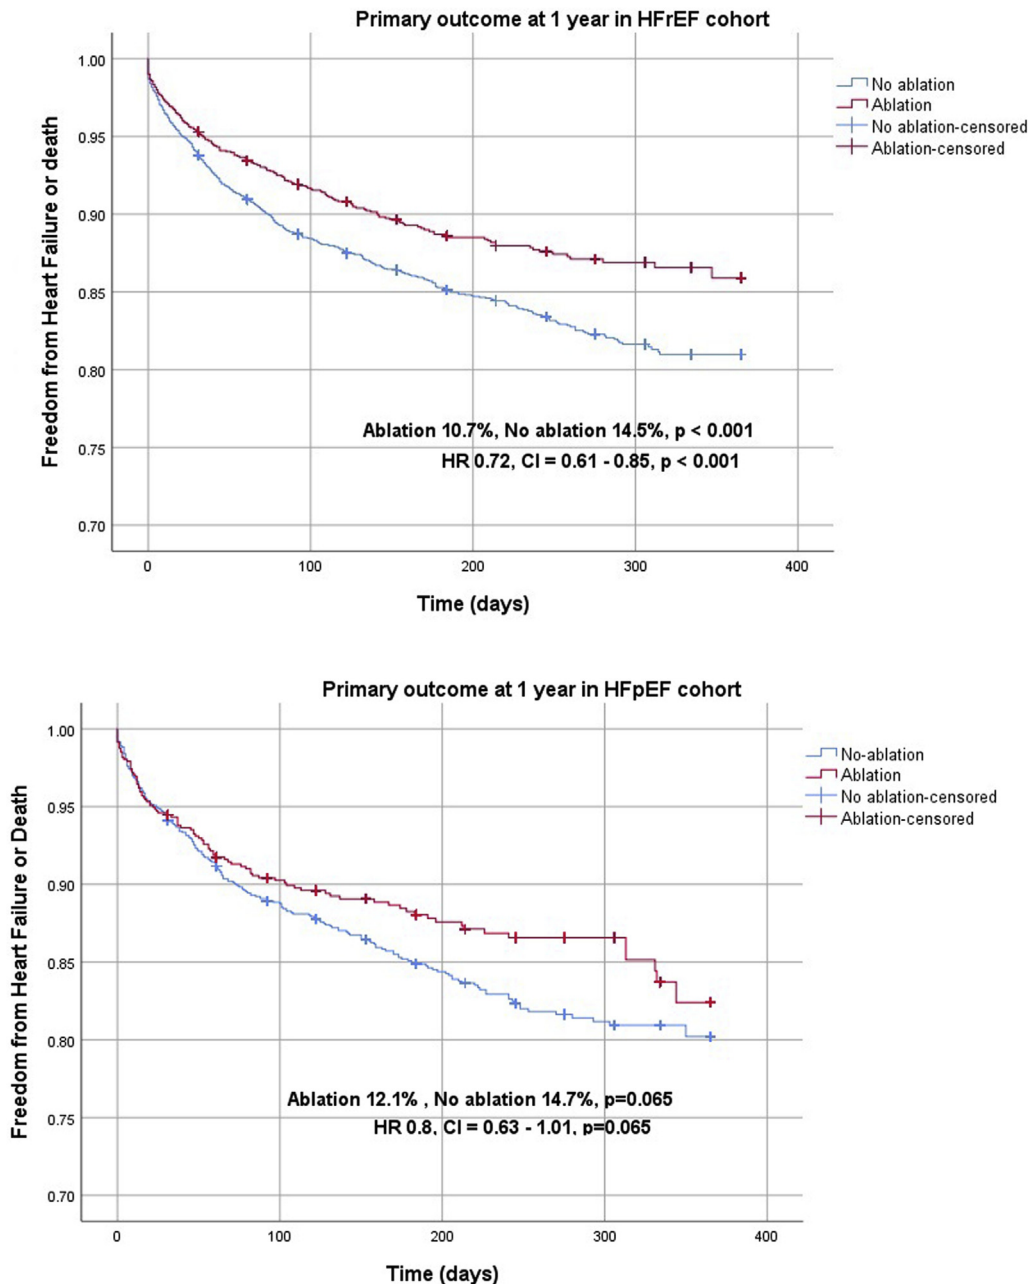 Primary outcome at 1 year in HFrEF cohort
Freedom from Heart Failure or death
1.00
0.95
0.90
0.85
0.80
0.75
0.70
No ablation
Ablation
No ablation-censored
Ablation-censored
Ablation 10.7%, No ablation 14.5%, p < 0.001
HR 0.72, CI = 0.61 - 0.85, p < 0.001
0 100 200 300 400
Time (days)
Primary outcome at 1 year in HFpEF cohort
Freedom from Heart Failure or Death
1.00
0.95
0.90
0.85
0.80
0.75
0.70
No-ablation
Ablation
No ablation-censored
Ablation-censored
Ablation 12.1% , No ablation 14.7%, p=0.065
HR 0.8, CI = 0.63 - 1.01, p=0.065
0 100 200 300 400
Time (days)